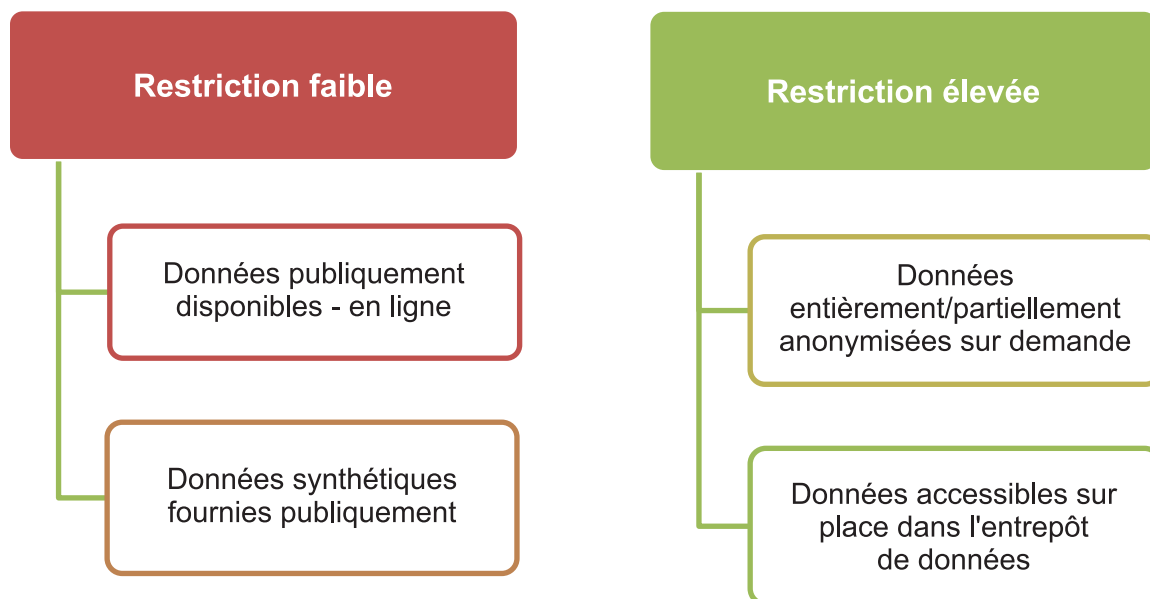 Restriction faible
Données publiquement
disponibles - en ligne
Données synthétiques
fournies publiquement
Restriction élevée
Données
entièrement/partiellement
anonymisées sur demande
Données accessibles sur
place dans l'entrepôt
de données